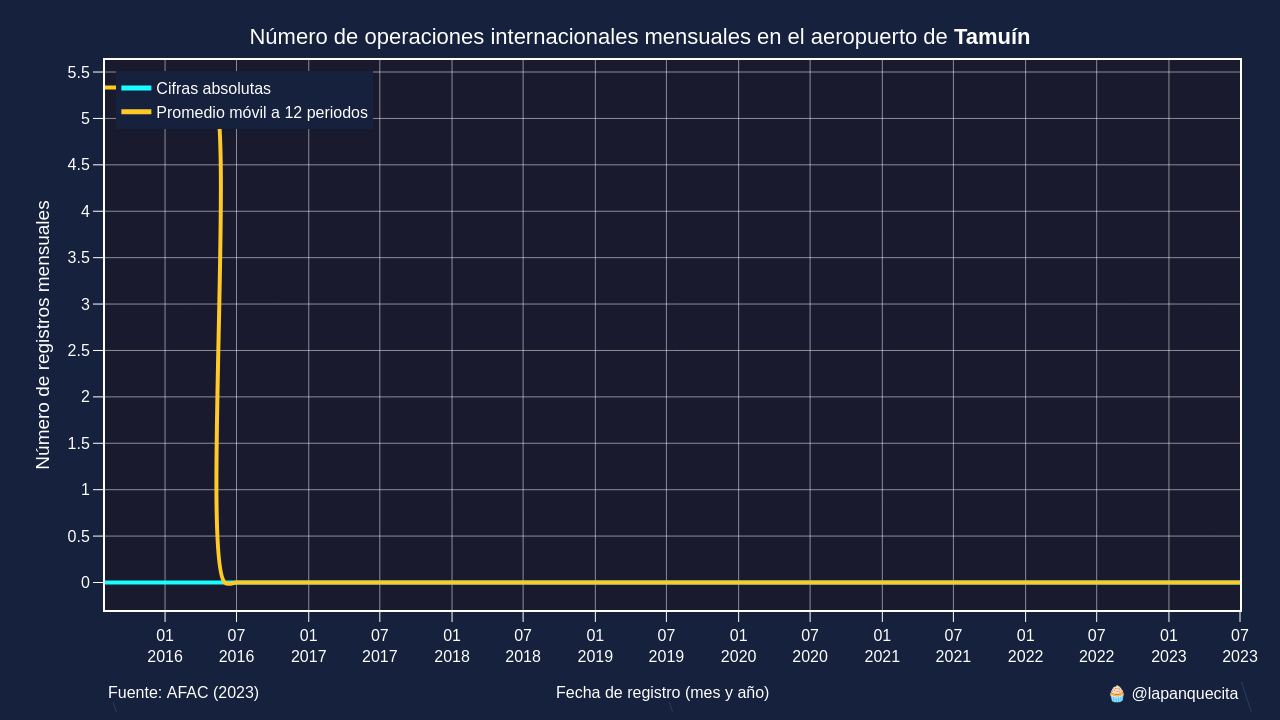 Número de operaciones internacionales mensuales en el aeropuerto de Tamuín
Cifras absolutas
Promedio móvil a 12 periodos
Número de registros mensuales
5.5
5
4.5
4
3.5
3
2.5
2
1.5
1
0.5
0
01 07 01 07 01 07 01 07 01 07 01 07 01 07 01 07
2016 2016 2017 2017 2018 2018 2019 2019 2020 2020 2021 2021 2022 2022 2023 2023
Fuente: AFAC (2023) Fecha de registro (mes y año) 🧁 @lapanquecita